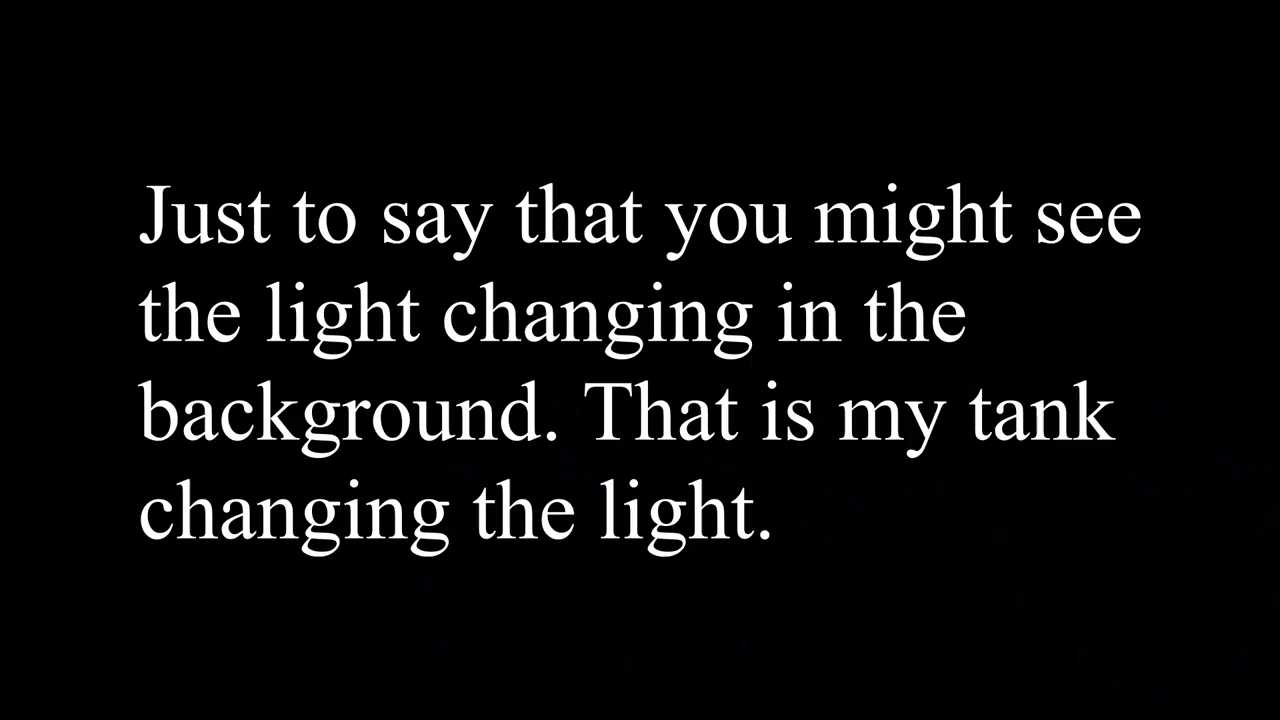 Just to say that you might see
the light changing in the
background. That is my tank
changing the light.